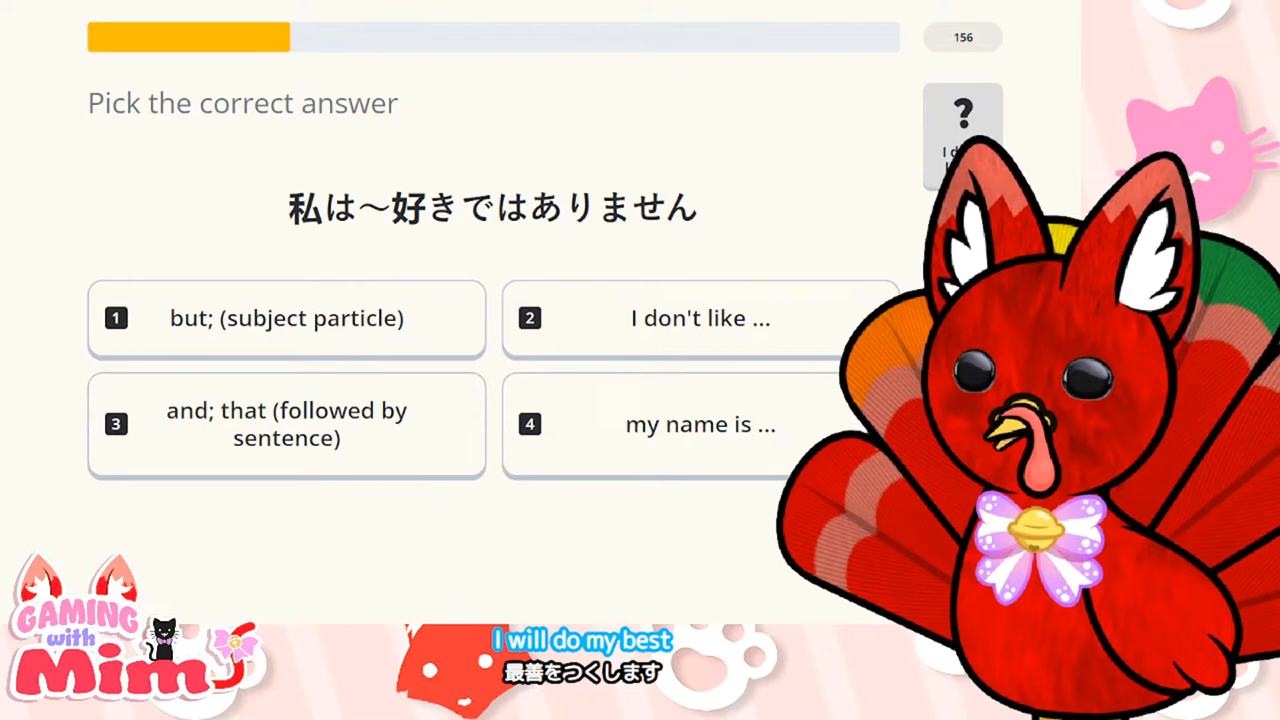 156
Pick the correct answer
?
私は～好きではありません
1 but; (subject particle)
2 I don't like ...
3 and; that (followed by
sentence)
4 my name is ...
GAMING
with
Mim
I will do my best
最善をつくします